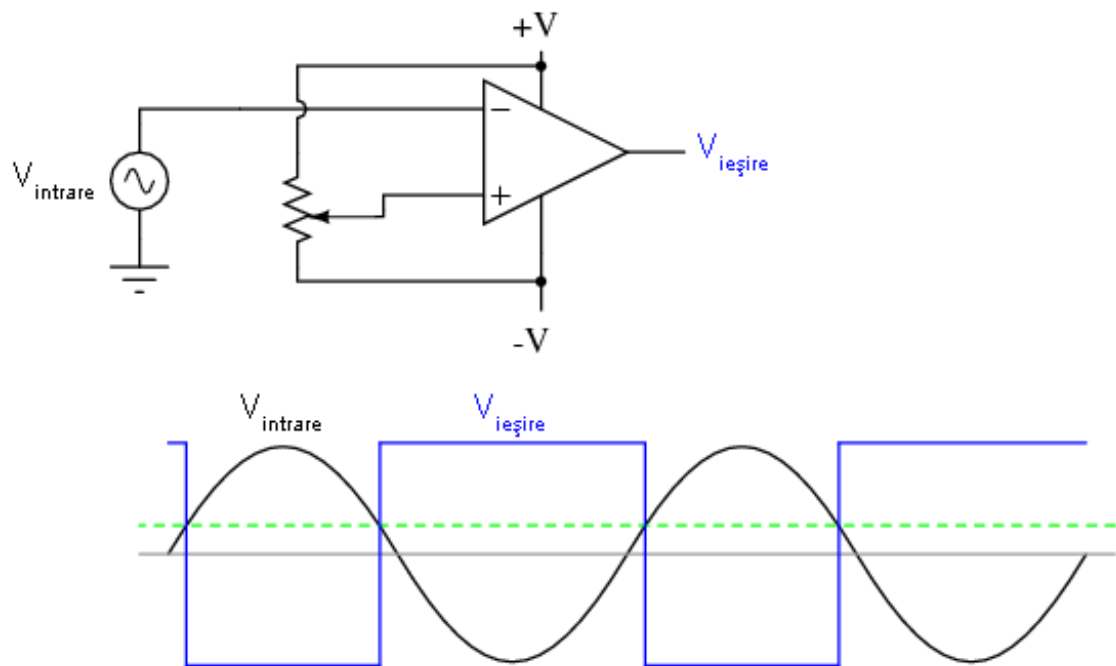 +V
−
V intrare
+
V ieşire
-V
V intrare
V ieşire